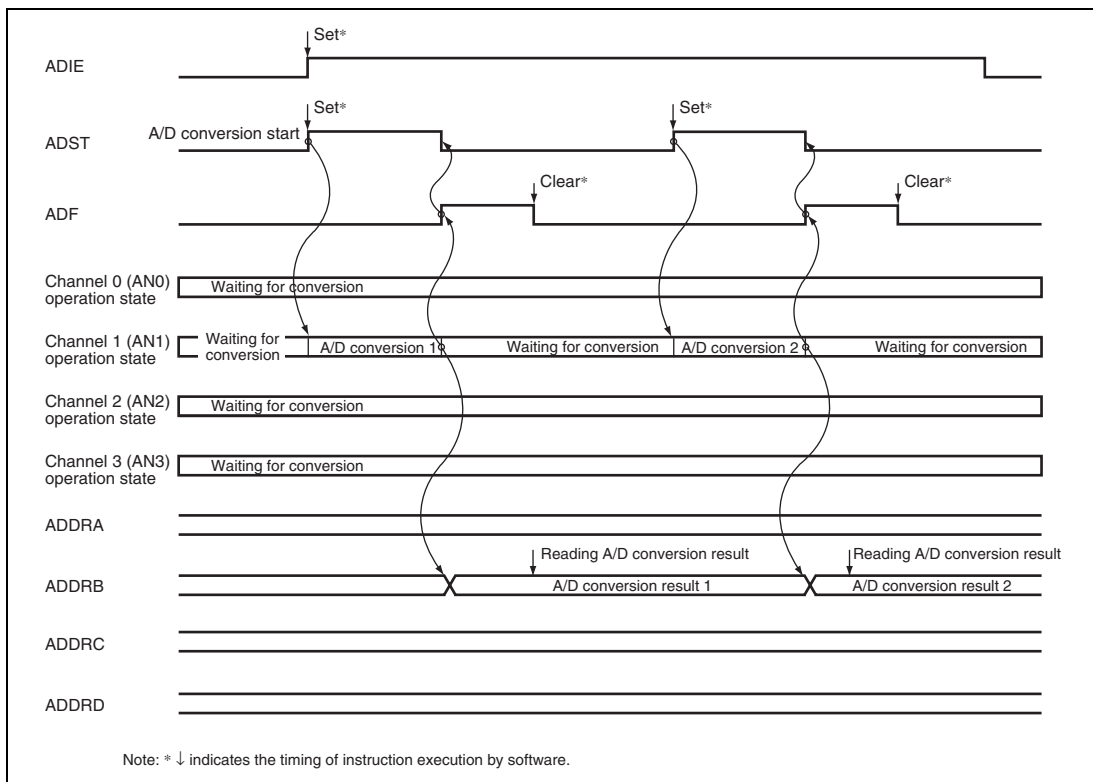 Set*
ADIE
Set*
Set*
A/D conversion start
ADST
Clear*
Clear*
ADF
Channel 0 (AN0)
operation state
Waiting for conversion
Channel 1 (AN1)
operation state
Waiting for
conversion
A/D conversion 1
Waiting for conversion
A/D conversion 2
Waiting for conversion
Channel 2 (AN2)
operation state
Waiting for conversion
Channel 3 (AN3)
operation state
Waiting for conversion
ADDRA
Reading A/D conversion result
Reading A/D conversion result
ADDRB
A/D conversion result 1
A/D conversion result 2
ADDRC
ADDRD
Note: * ↓ indicates the timing of instruction execution by software.